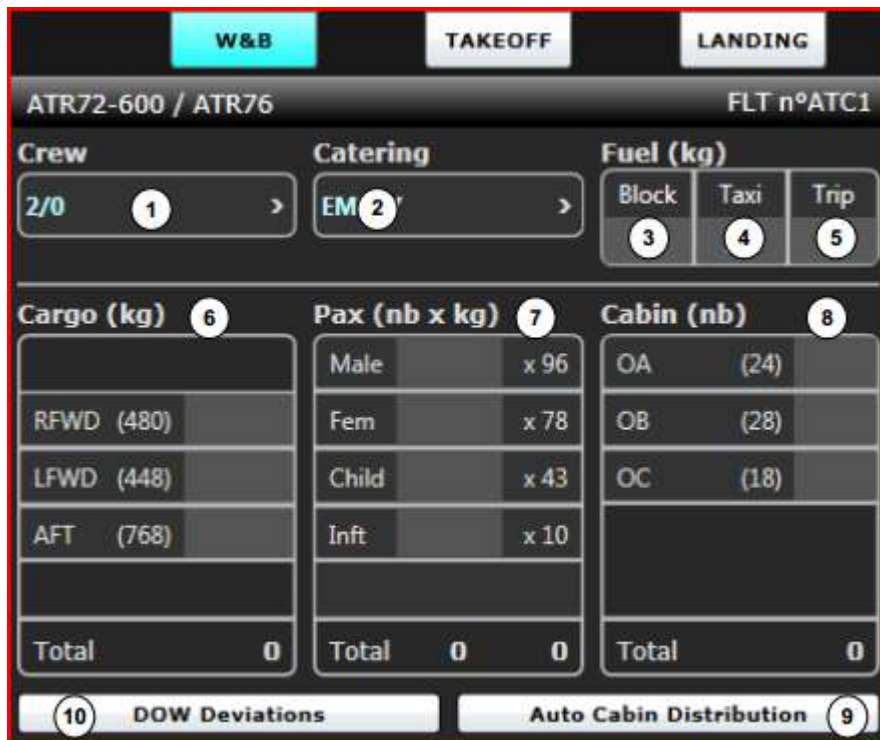 W&B TAKEOFF LANDING
ATR72-600 / ATR76 FLT nºATC1
Crew Catering Fuel (kg)
2/0 1 > EM 2 > Block Taxi Trip
3 4 5
Cargo (kg) 6 Pax (nb x kg) 7 Cabin (nb) 8
Male x 96 OA (24)
RFWD (480) Fem x 78 OB (28)
LFWD (448) Child x 43 OC (18)
AFT (768) Inft x 10
Total 0 Total 0 0 Total 0
10 DOW Deviations Auto Cabin Distribution 9